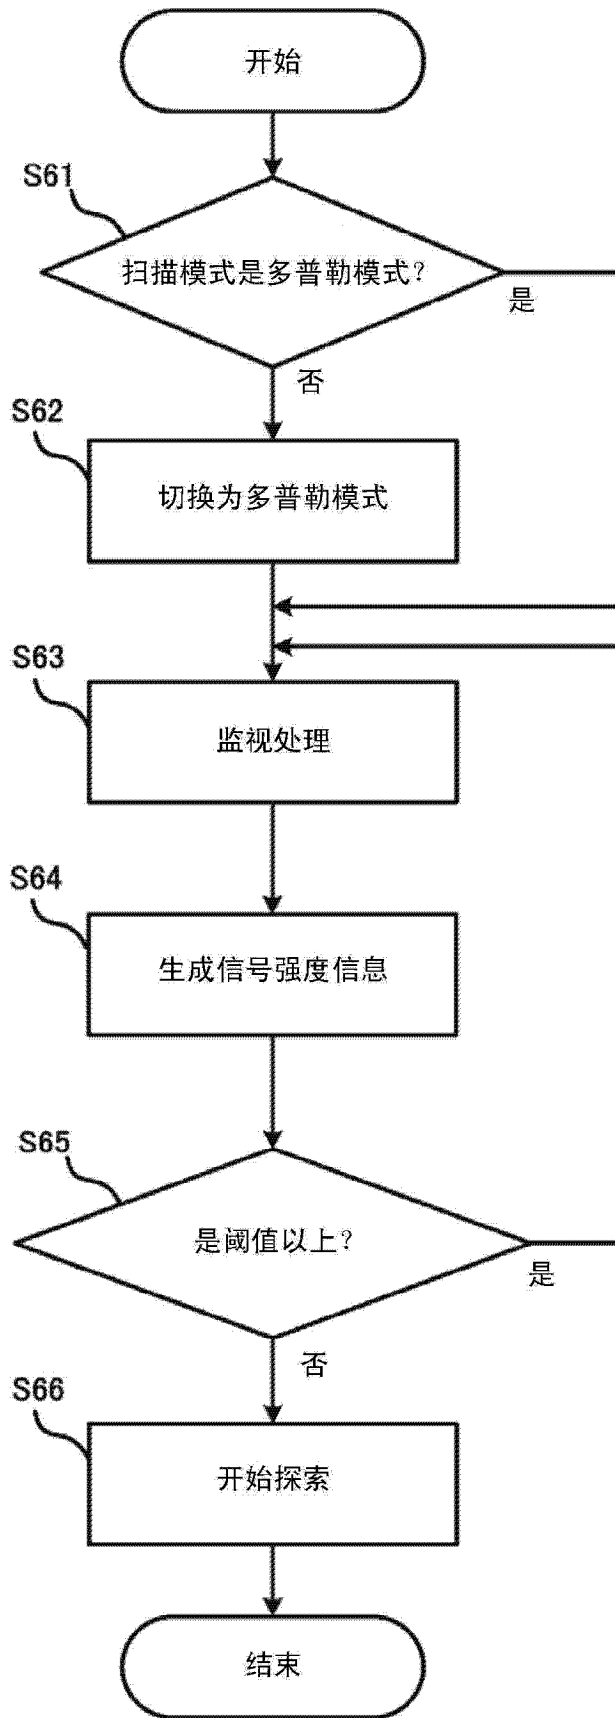 开始
S61
扫描模式是多普勒模式?
是
否
S62
切换为多普勒模式
S63
监视处理
S64
生成信号强度信息
S65
是阈值以上?
是
否
S66
开始探索
结束